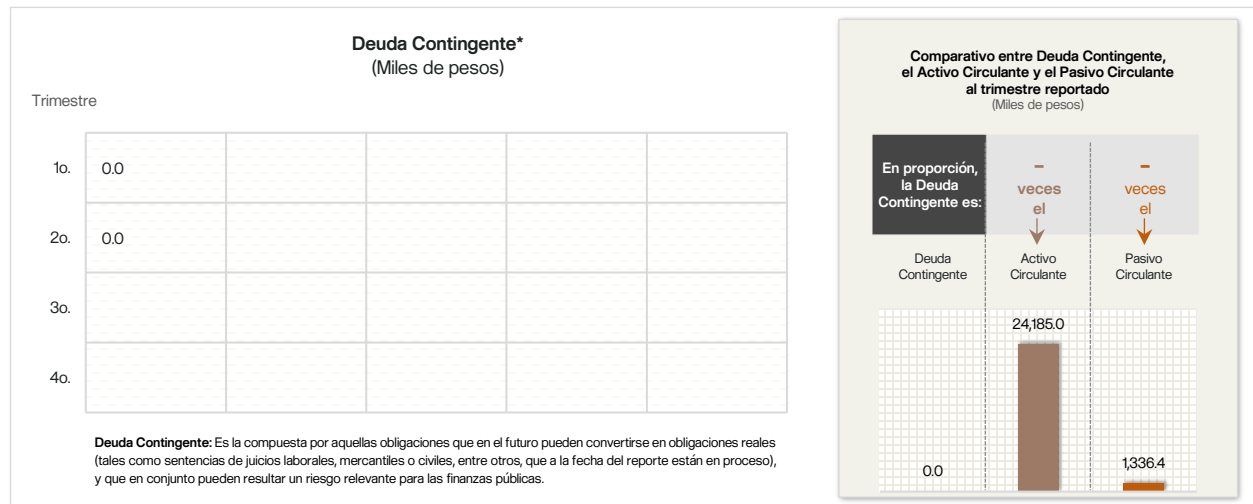 Deuda Contingente*
(Miles de pesos)
Trimestre
1o. 0.0
2o. 0.0
3o.
4o.
Deuda Contingente: Es la compuesta por aquellas obligaciones que en el futuro pueden convertirse en obligaciones reales
(tales como sentencias de juicios laborales, mercantiles o civiles, entre otros, que a la fecha del reporte están en proceso),
y que en conjunto pueden resultar un riesgo relevante para las finanzas públicas.
Comparativo entre Deuda Contingente,
el Activo Circulante y el Pasivo Circulante
al trimestre reportado
(Miles de pesos)
En proporción,
la Deuda
Contingente es:
–
veces
el
–
veces
el
Deuda
Contingente
Activo
Circulante
Pasivo
Circulante
0.0
24,185.0
1,336.4